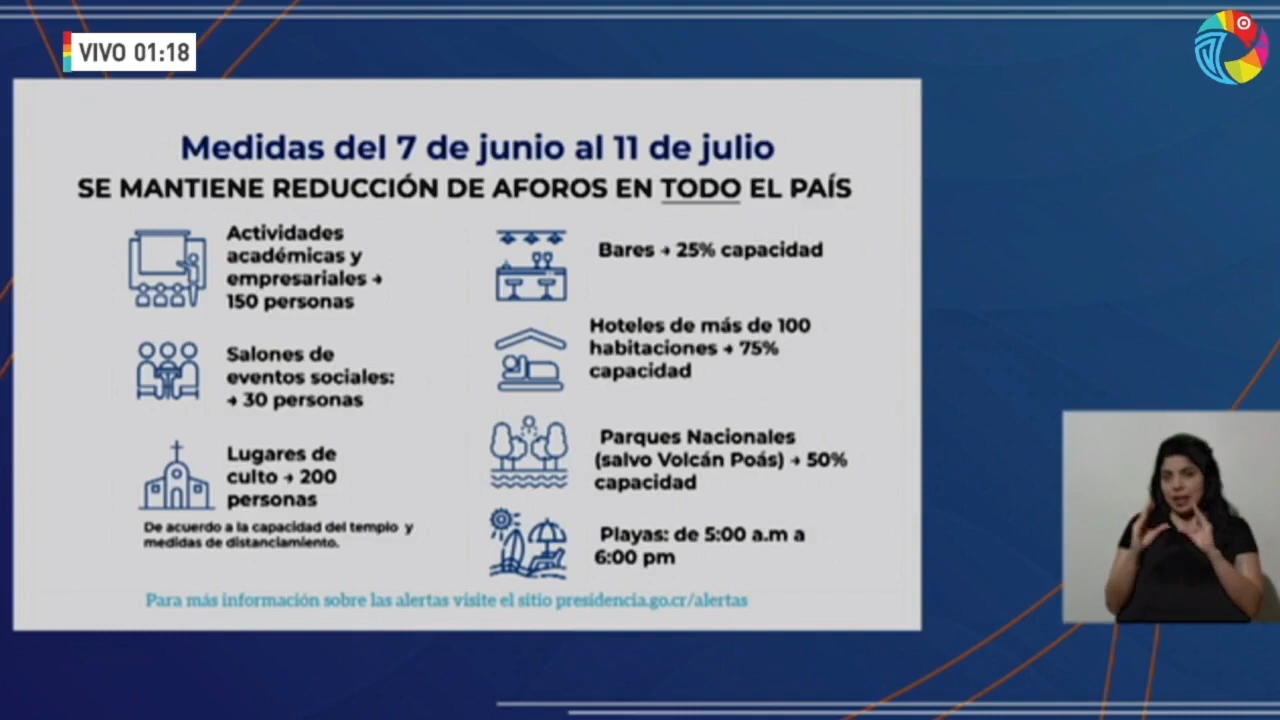 VIVO 01:18
Medidas del 7 de junio al 11 de julio
SE MANTIENE REDUCCIÓN DE AFOROS EN TODO EL PAÍS
Actividades
académicas y
empresariales →
150 personas
Salones de
eventos sociales:
→ 30 personas
Lugares de
culto → 200
personas
De acuerdo a la capacidad del templo y
medidas de distanciamiento.
Bares → 25% capacidad
Hoteles de más de 100
habitaciones → 75%
capacidad
Parques Nacionales
(salvo Volcán Poás) → 50%
capacidad
Playas: de 5:00 a.m a
6:00 pm
Para más información sobre las alertas visite el sitio presidencia.go.cr/alertas